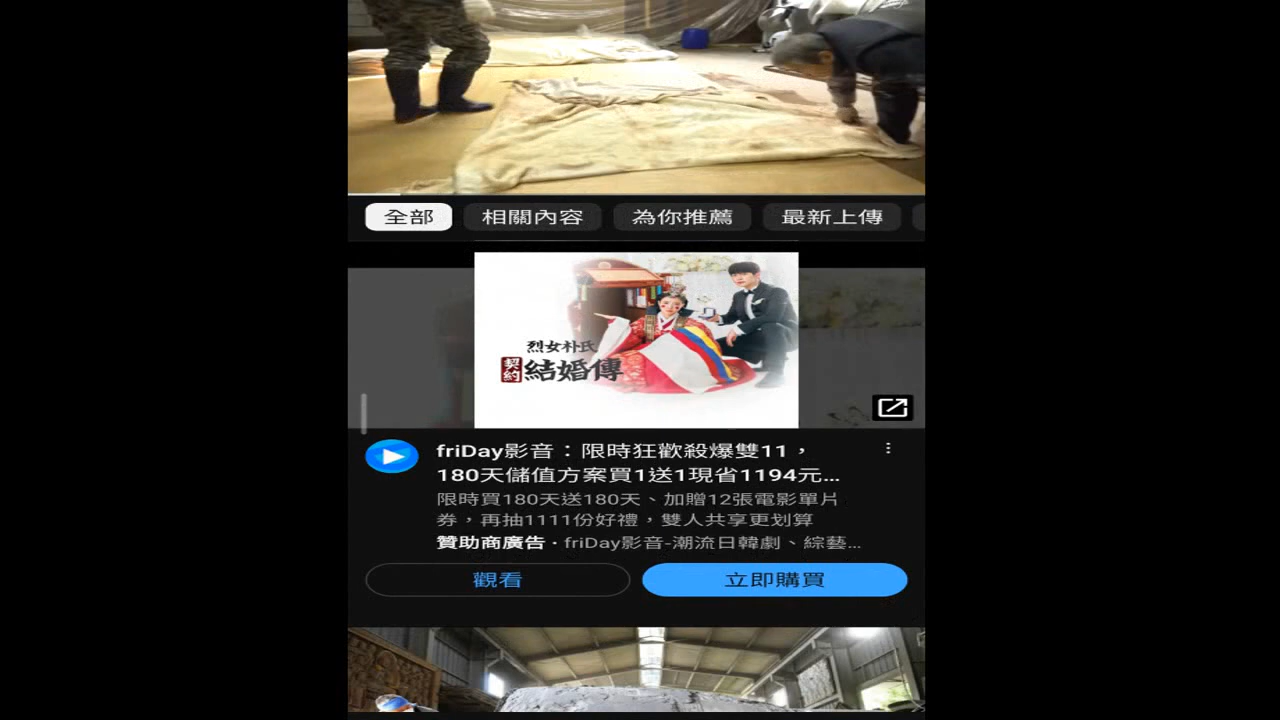 全部
相關內容
為你推薦
最新上傳
烈女朴氏
契約
結婚傳
friDay影音：限時狂歡殺爆雙11，
180天儲值方案買1送1現省1194元...
限時買180天送180天、加贈12張電影單片
券，再抽1111份好禮，雙人共享更划算
贊助商廣告 · friDay影音-潮流日韓劇、綜藝...
觀看
立即購買